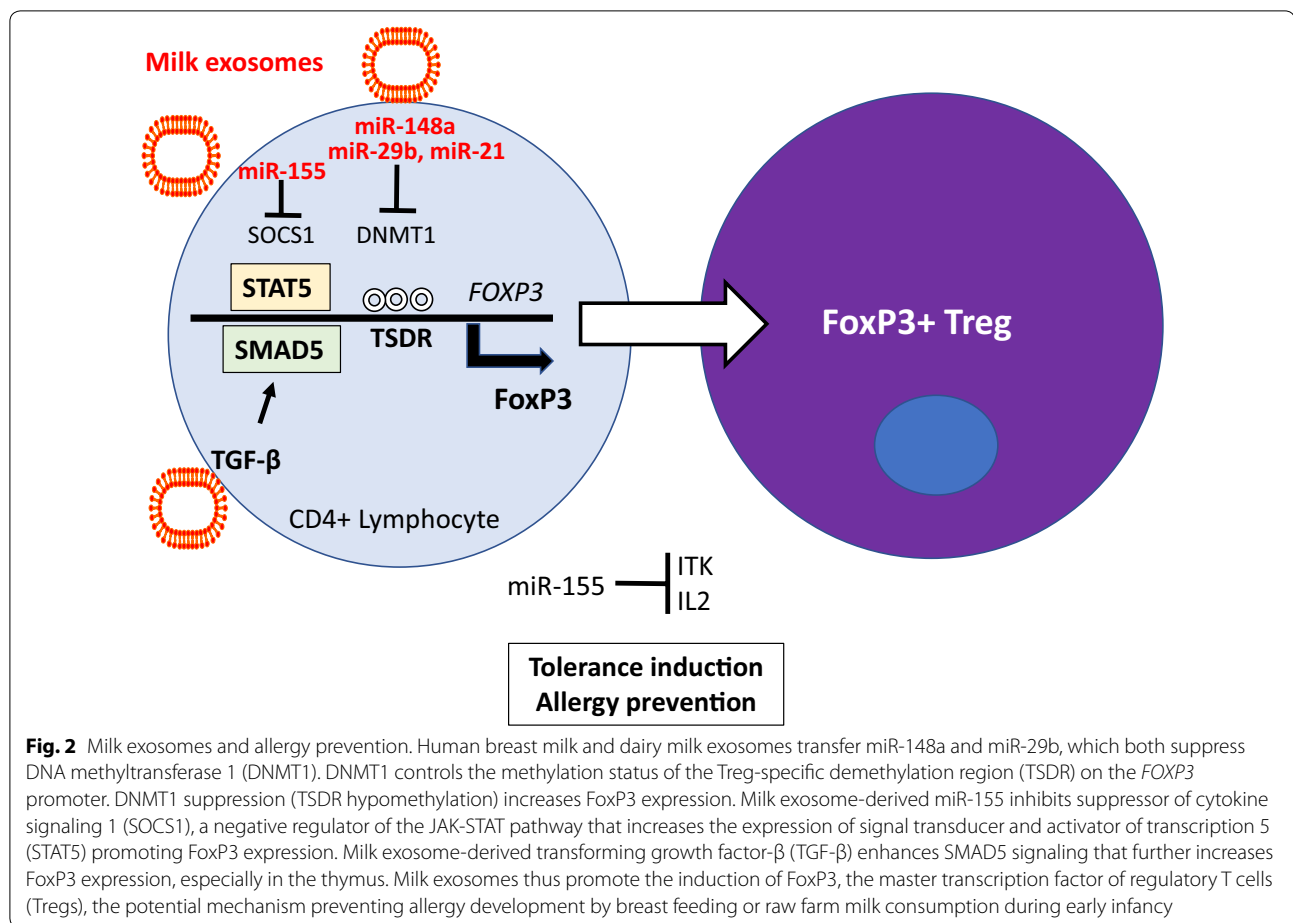 Milk exosomes
miR-148a
miR-29b, miR-21
miR-155
SOCS1
DNMT1
STAT5
FOXP3
SMAD5
TSDR
FoxP3
TGF-β
CD4+ Lymphocyte
FoxP3+ Treg
miR-155
ITK
IL2
Tolerance induction
Allergy prevention
Fig. 2 Milk exosomes and allergy prevention. Human breast milk and dairy milk exosomes transfer miR-148a and miR-29b, which both suppress
DNA methyltransferase 1 (DNMT1). DNMT1 controls the methylation status of the Treg-specific demethylation region (TSDR) on the FOXP3
promoter. DNMT1 suppression (TSDR hypomethylation) increases FoxP3 expression. Milk exosome-derived miR-155 inhibits suppressor of cytokine
signaling 1 (SOCS1), a negative regulator of the JAK-STAT pathway that increases the expression of signal transducer and activator of transcription 5
(STAT5) promoting FoxP3 expression. Milk exosome-derived transforming growth factor-β (TGF-β) enhances SMAD5 signaling that further increases
FoxP3 expression, especially in the thymus. Milk exosomes thus promote the induction of FoxP3, the master transcription factor of regulatory T cells
(Tregs), the potential mechanism preventing allergy development by breast feeding or raw farm milk consumption during early infancy